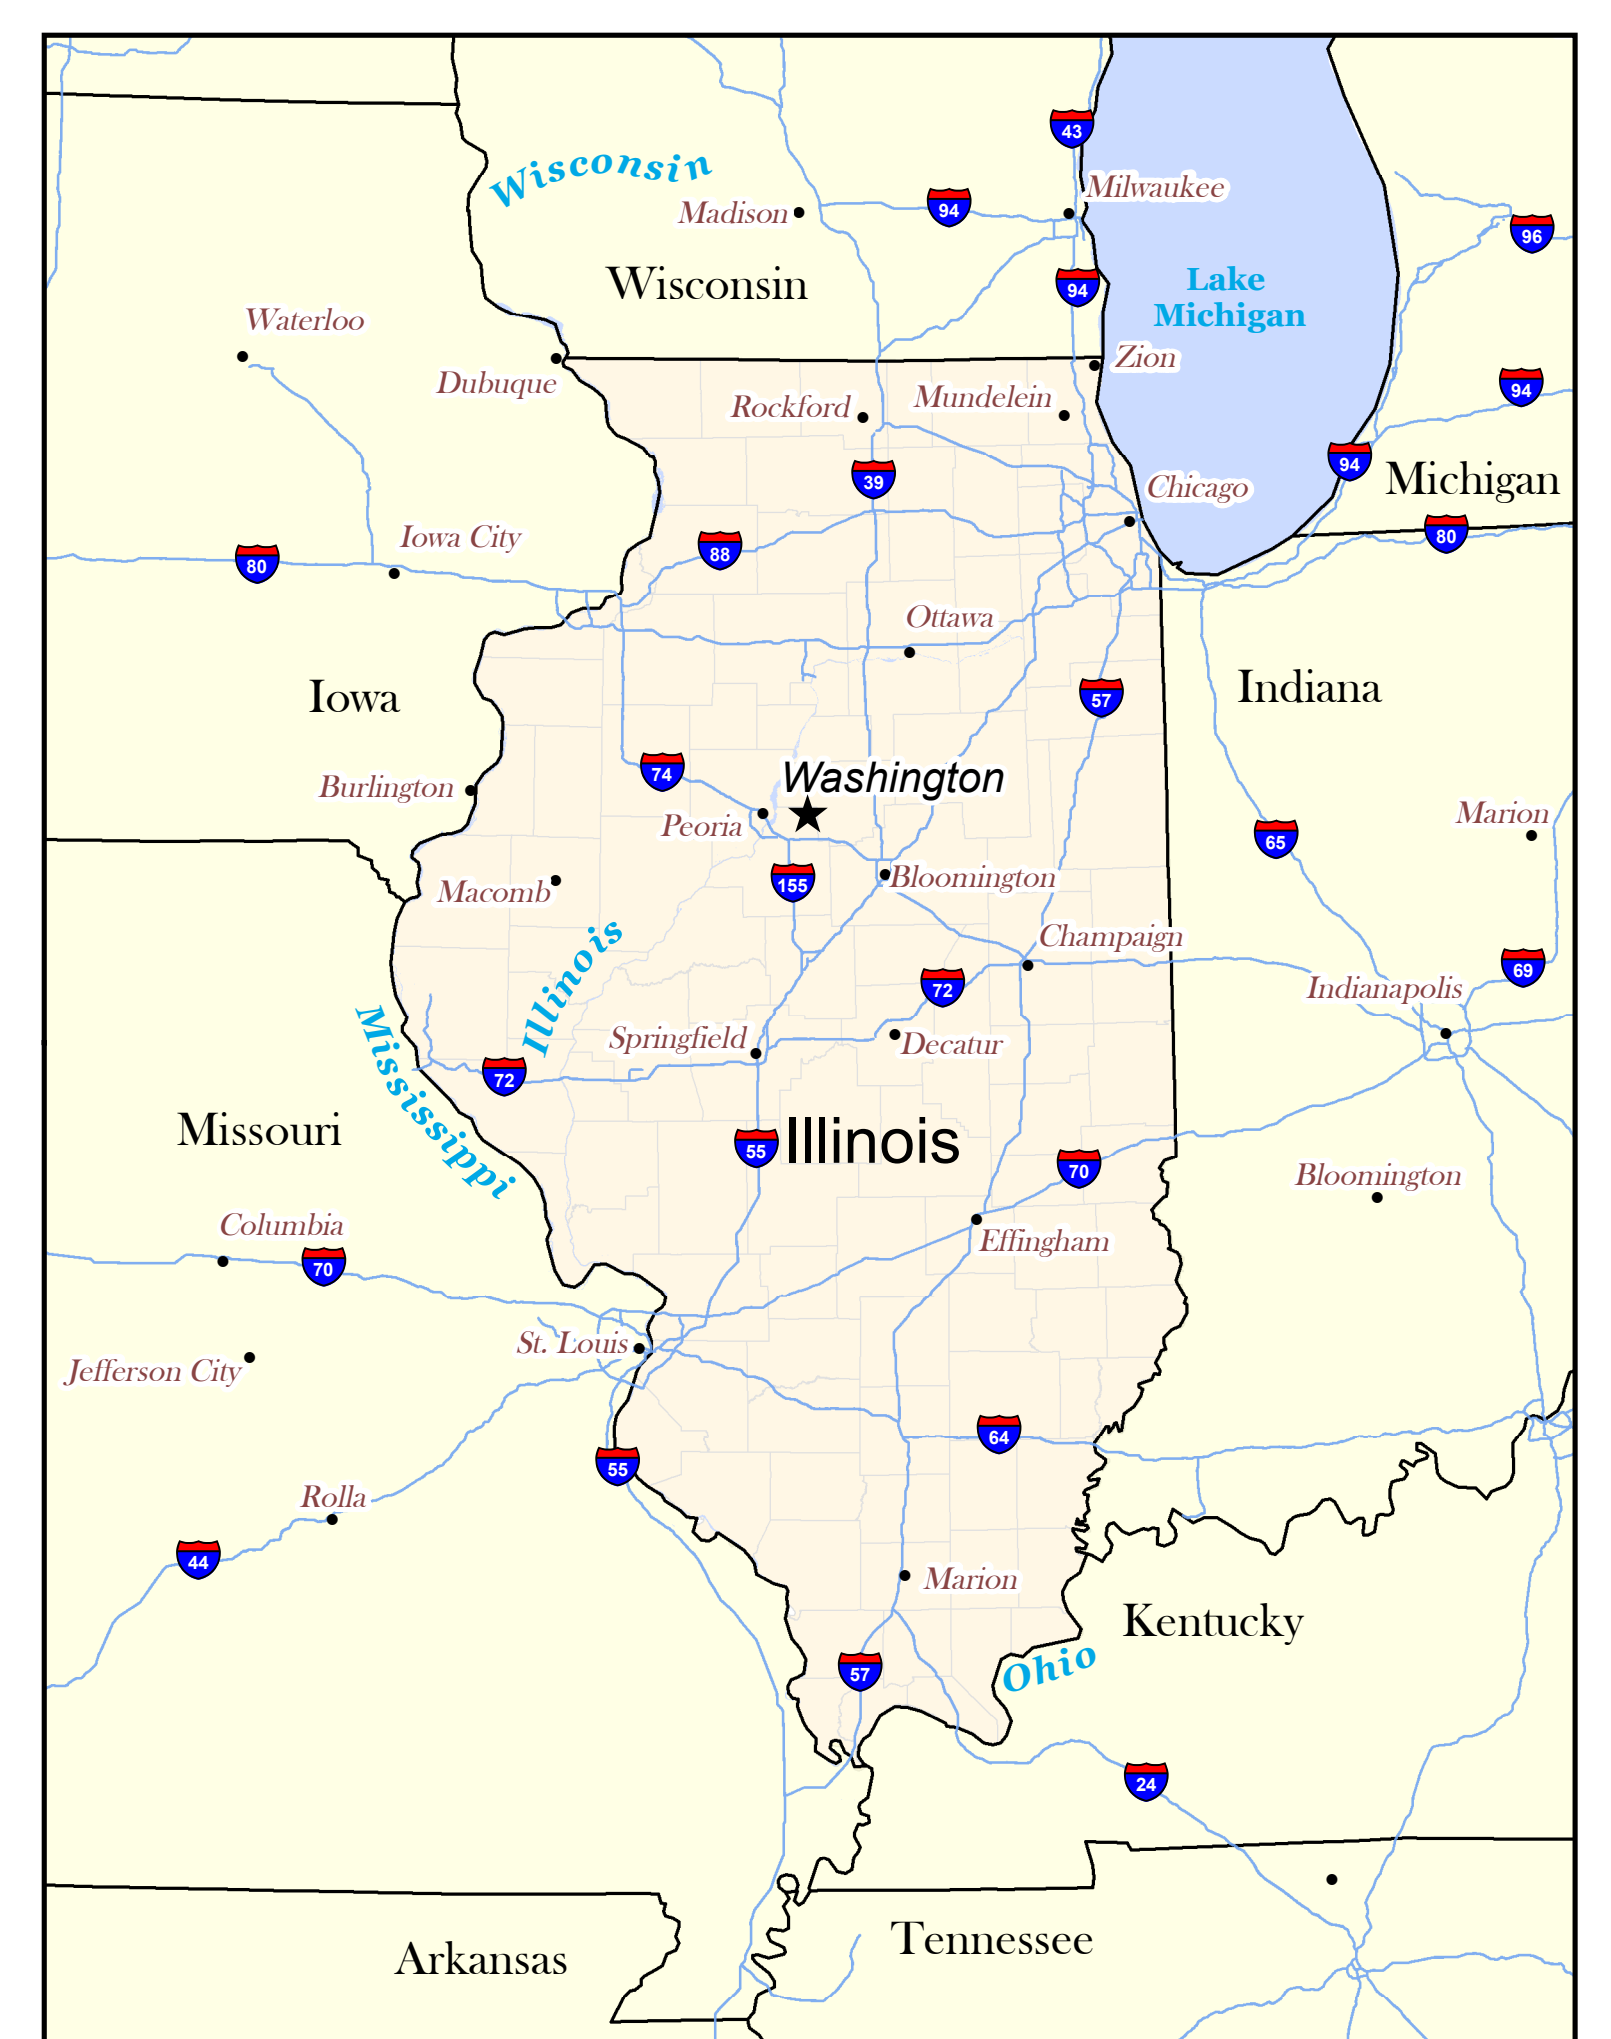 43
Wisconsin
Milwaukee
Madison
94
96
Wisconsin
94
Lake
Michigan
Waterloo
Zion
Dubuque
94
Rockford
Mundelein
94
39
Michigan
Chicago
80
Iowa City
88
80
Ottawa
Iowa
Indiana
57
74
Washington
Burlington
Peoria
Marion
65
155
Bloomington
Macomb
Illinois
Champaign
69
72
Indianapolis
Mississippi
Springfield
Decatur
72
Missouri
55
Illinois
70
Bloomington
Columbia
Effingham
70
St. Louis
Jefferson City
64
55
Rolla
44
Marion
Kentucky
57
Ohio
24
Tennessee
Arkansas